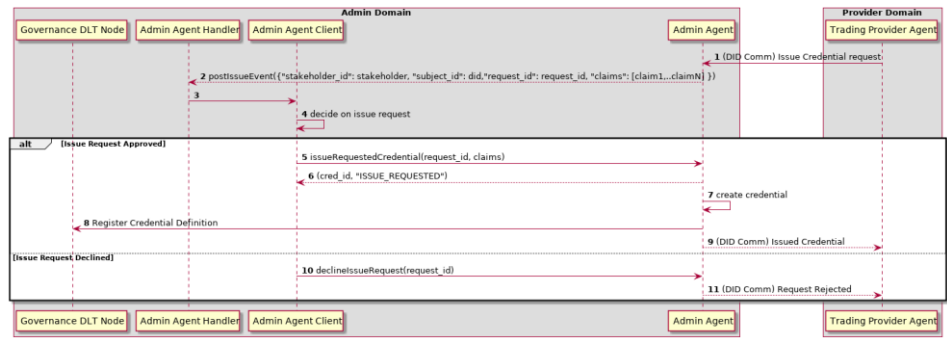 Admin Domain
Provider Domain
Governance DLT Node
Admin Agent Handler
Admin Agent Client
Admin Agent
Trading Provider Agent
1 (DID Comm) Issue Credential request
2 postIssueEvent({"stakeholder_id": stakeholder, "subject_id": did,"request_id": request_id, "claims": [claim1,..claimN] })
3
4 decide on issue request
alt [Issue Request Approved]
5 issueRequestedCredential(request_id, claims)
6 (cred_id, "ISSUE_REQUESTED")
7 create credential
8 Register Credential Definition
9 (DID Comm) Issued Credential
[Issue Request Declined]
10 declineIssueRequest(request_id)
11 (DID Comm) Request Rejected
Governance DLT Node
Admin Agent Handler
Admin Agent Client
Admin Agent
Trading Provider Agent